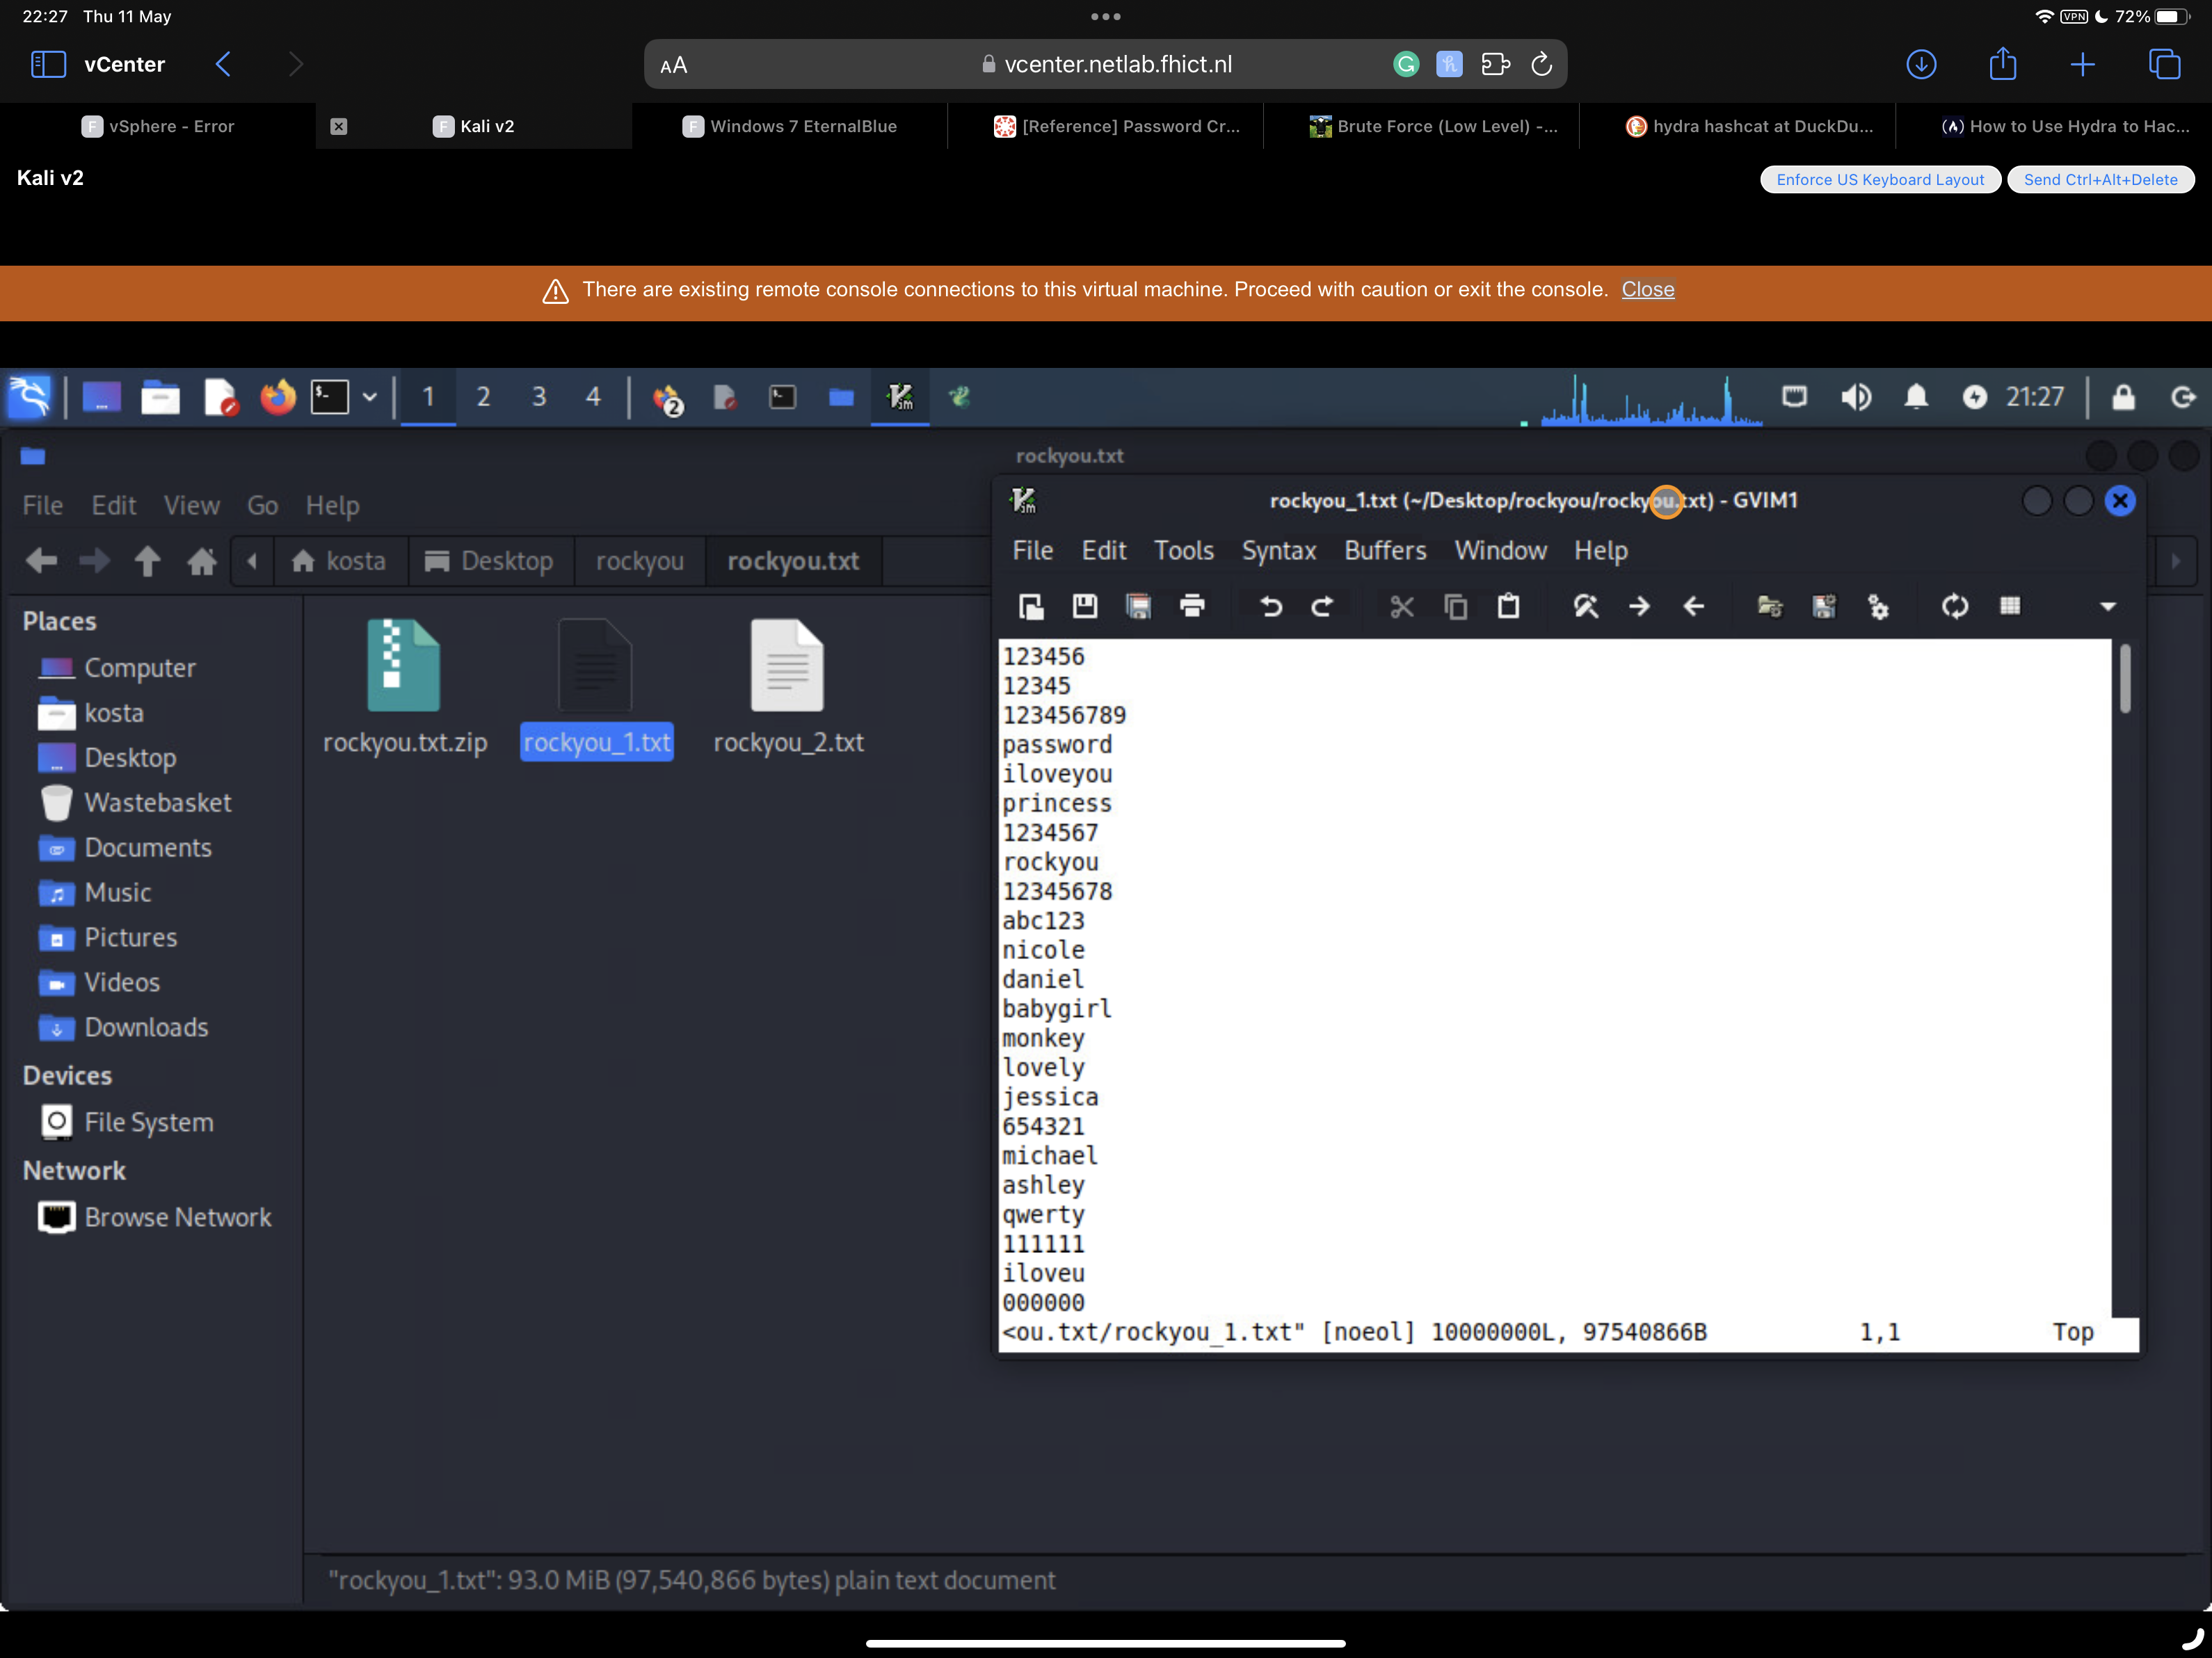 22:27 Thu 11 May
VPN 72%
vCenter
AA vcenter.netlab.fhict.nl
vSphere - Error
Kali v2
Windows 7 EternalBlue
[Reference] Password Cr...
Brute Force (Low Level) -...
hydra hashcat at DuckDu...
How to Use Hydra to Hac...
Kali v2
Enforce US Keyboard Layout
Send Ctrl+Alt+Delete
There are existing remote console connections to this virtual machine. Proceed with caution or exit the console. Close
1 2 3 4 2 21:27
rockyou.txt
File Edit View Go Help
kosta Desktop rockyou rockyou.txt
Places
Computer
kosta
Desktop
Wastebasket
Documents
Music
Pictures
Videos
Downloads
Devices
File System
Network
Browse Network
rockyou.txt.zip rockyou_1.txt rockyou_2.txt
rockyou_1.txt (~/Desktop/rockyou/rockyou.txt) - GVIM1
File Edit Tools Syntax Buffers Window Help
123456
12345
123456789
password
iloveyou
princess
1234567
rockyou
12345678
abc123
nicole
daniel
babygirl
monkey
lovely
jessica
654321
michael
ashley
qwerty
111111
iloveu
000000
<ou.txt/rockyou_1.txt" [noeol] 10000000L, 97540866B 1,1 Top
"rockyou_1.txt": 93.0 MiB (97,540,866 bytes) plain text document